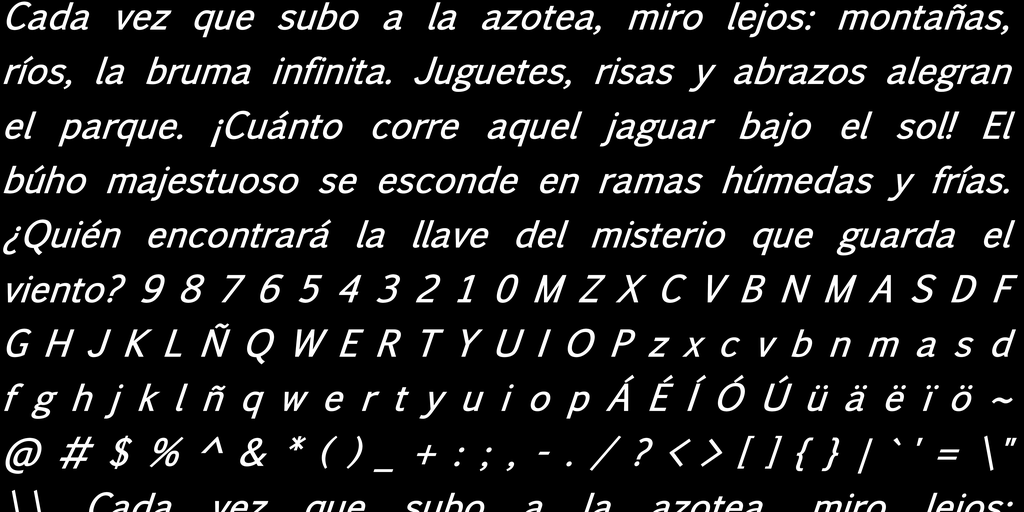 Cada vez que subo a la azotea, miro lejos: montañas,
ríos, la bruma infinita. Juguetes, risas y abrazos alegran
el parque. ¡Cuánto corre aquel jaguar bajo el sol! El
búho majestuoso se esconde en ramas húmedas y frías.
¿Quién encontrará la llave del misterio que guarda el
viento? 9 8 7 6 5 4 3 2 1 0 M Z X C V B N M A S D F
G H J K L Ñ Q W E R T Y U I O P z x c v b n m a s d
f g h j k l ñ q w e r t y u i o p Á É Í Ó Ú ü ä ë ï ö ~
@ # $ % ^ & * ( ) _ + : ; , - . / ? < > [ ] { } | ` ' = \"
\ \ Cada vez que subo a la azotea, miro lejos: